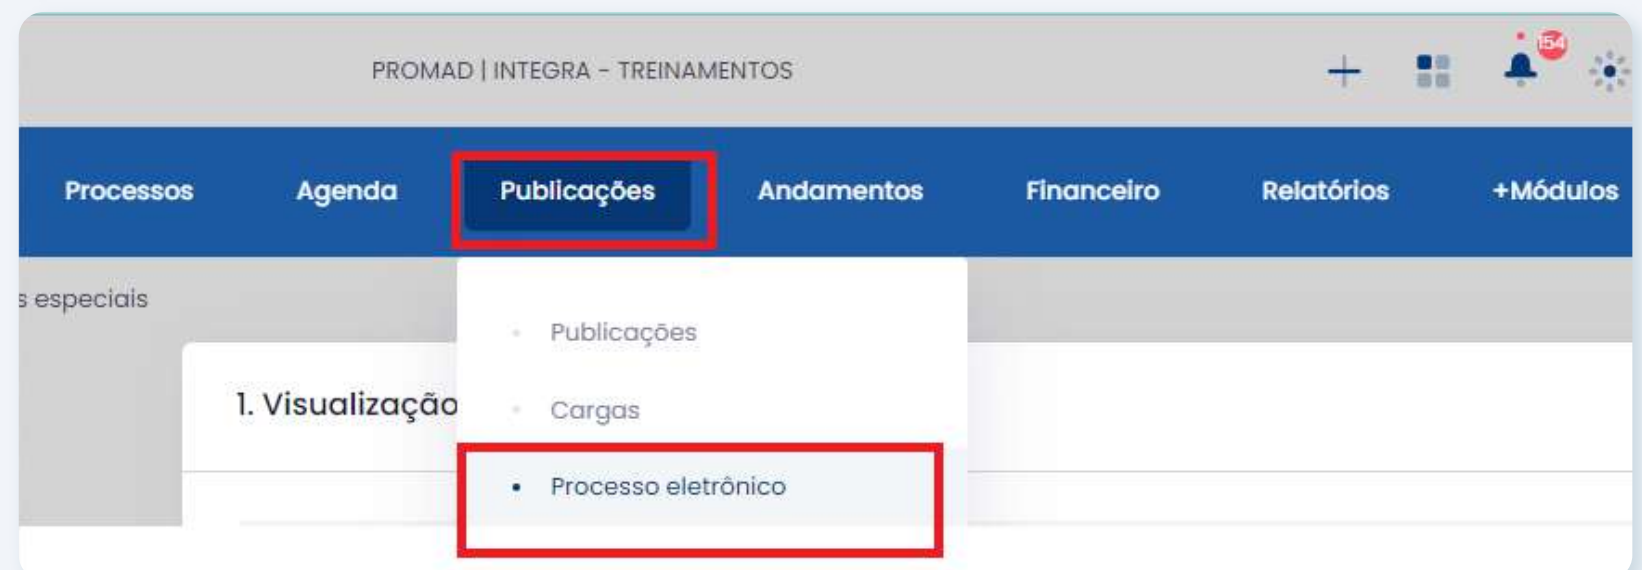 PROMAD | INTEGRA - TREINAMENTOS
154
Processos Agenda Publicações Andamentos Financeiro Relatórios +Módulos
s especiais
Publicações
1. Visualização
Cargas
Processo eletrônico